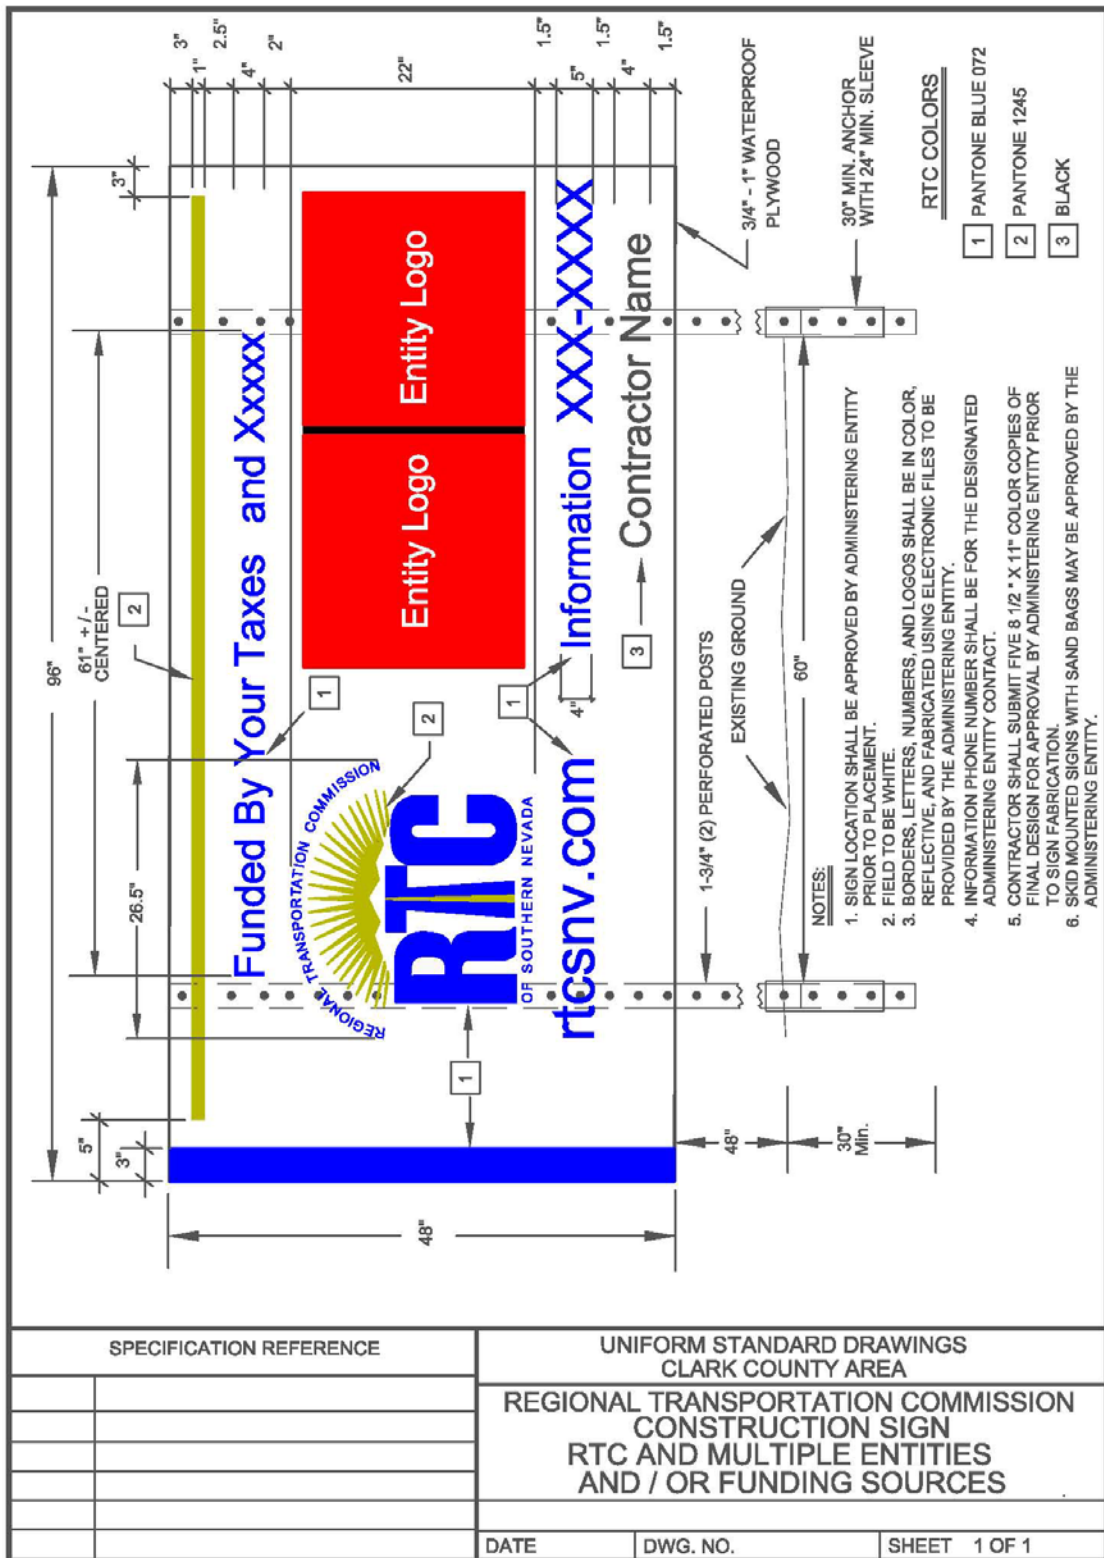 96"
61" +/-
CENTERED
26.5"
5"
3"
3"
3"
1"
2.5"
4"
2"
22"
1.5"
5"
1.5"
4"
1.5"
48"
2
Funded By Your Taxes and Xxxxx
1
REGIONAL TRANSPORTATION COMMISSION
RTC
OF SOUTHERN NEVADA
2
Entity Logo
Entity Logo
1
1
4"
rtcsnv.com
Information XXX-XXXX
3
Contractor Name
3/4" - 1" WATERPROOF
PLYWOOD
1-3/4" (2) PERFORATED POSTS
EXISTING GROUND
60"
48"
30"
Min.
30" MIN. ANCHOR
WITH 24" MIN. SLEEVE
NOTES:
1. SIGN LOCATION SHALL BE APPROVED BY ADMINISTERING ENTITY
PRIOR TO PLACEMENT.
2. FIELD TO BE WHITE.
3. BORDERS, LETTERS, NUMBERS, AND LOGOS SHALL BE IN COLOR,
REFLECTIVE, AND FABRICATED USING ELECTRONIC FILES TO BE
PROVIDED BY THE ADMINISTERING ENTITY.
4. INFORMATION PHONE NUMBER SHALL BE FOR THE DESIGNATED
ADMINISTERING ENTITY CONTACT.
5. CONTRACTOR SHALL SUBMIT FIVE 8 1/2 " X 11" COLOR COPIES OF
FINAL DESIGN FOR APPROVAL BY ADMINISTERING ENTITY PRIOR
TO SIGN FABRICATION.
6. SKID MOUNTED SIGNS WITH SAND BAGS MAY BE APPROVED BY THE
ADMINISTERING ENTITY.
RTC COLORS
1 PANTONE BLUE 072
2 PANTONE 1245
3 BLACK
SPECIFICATION REFERENCE
UNIFORM STANDARD DRAWINGS
CLARK COUNTY AREA
REGIONAL TRANSPORTATION COMMISSION
CONSTRUCTION SIGN
RTC AND MULTIPLE ENTITIES
AND / OR FUNDING SOURCES
DATE
DWG. NO.
SHEET 1 OF 1